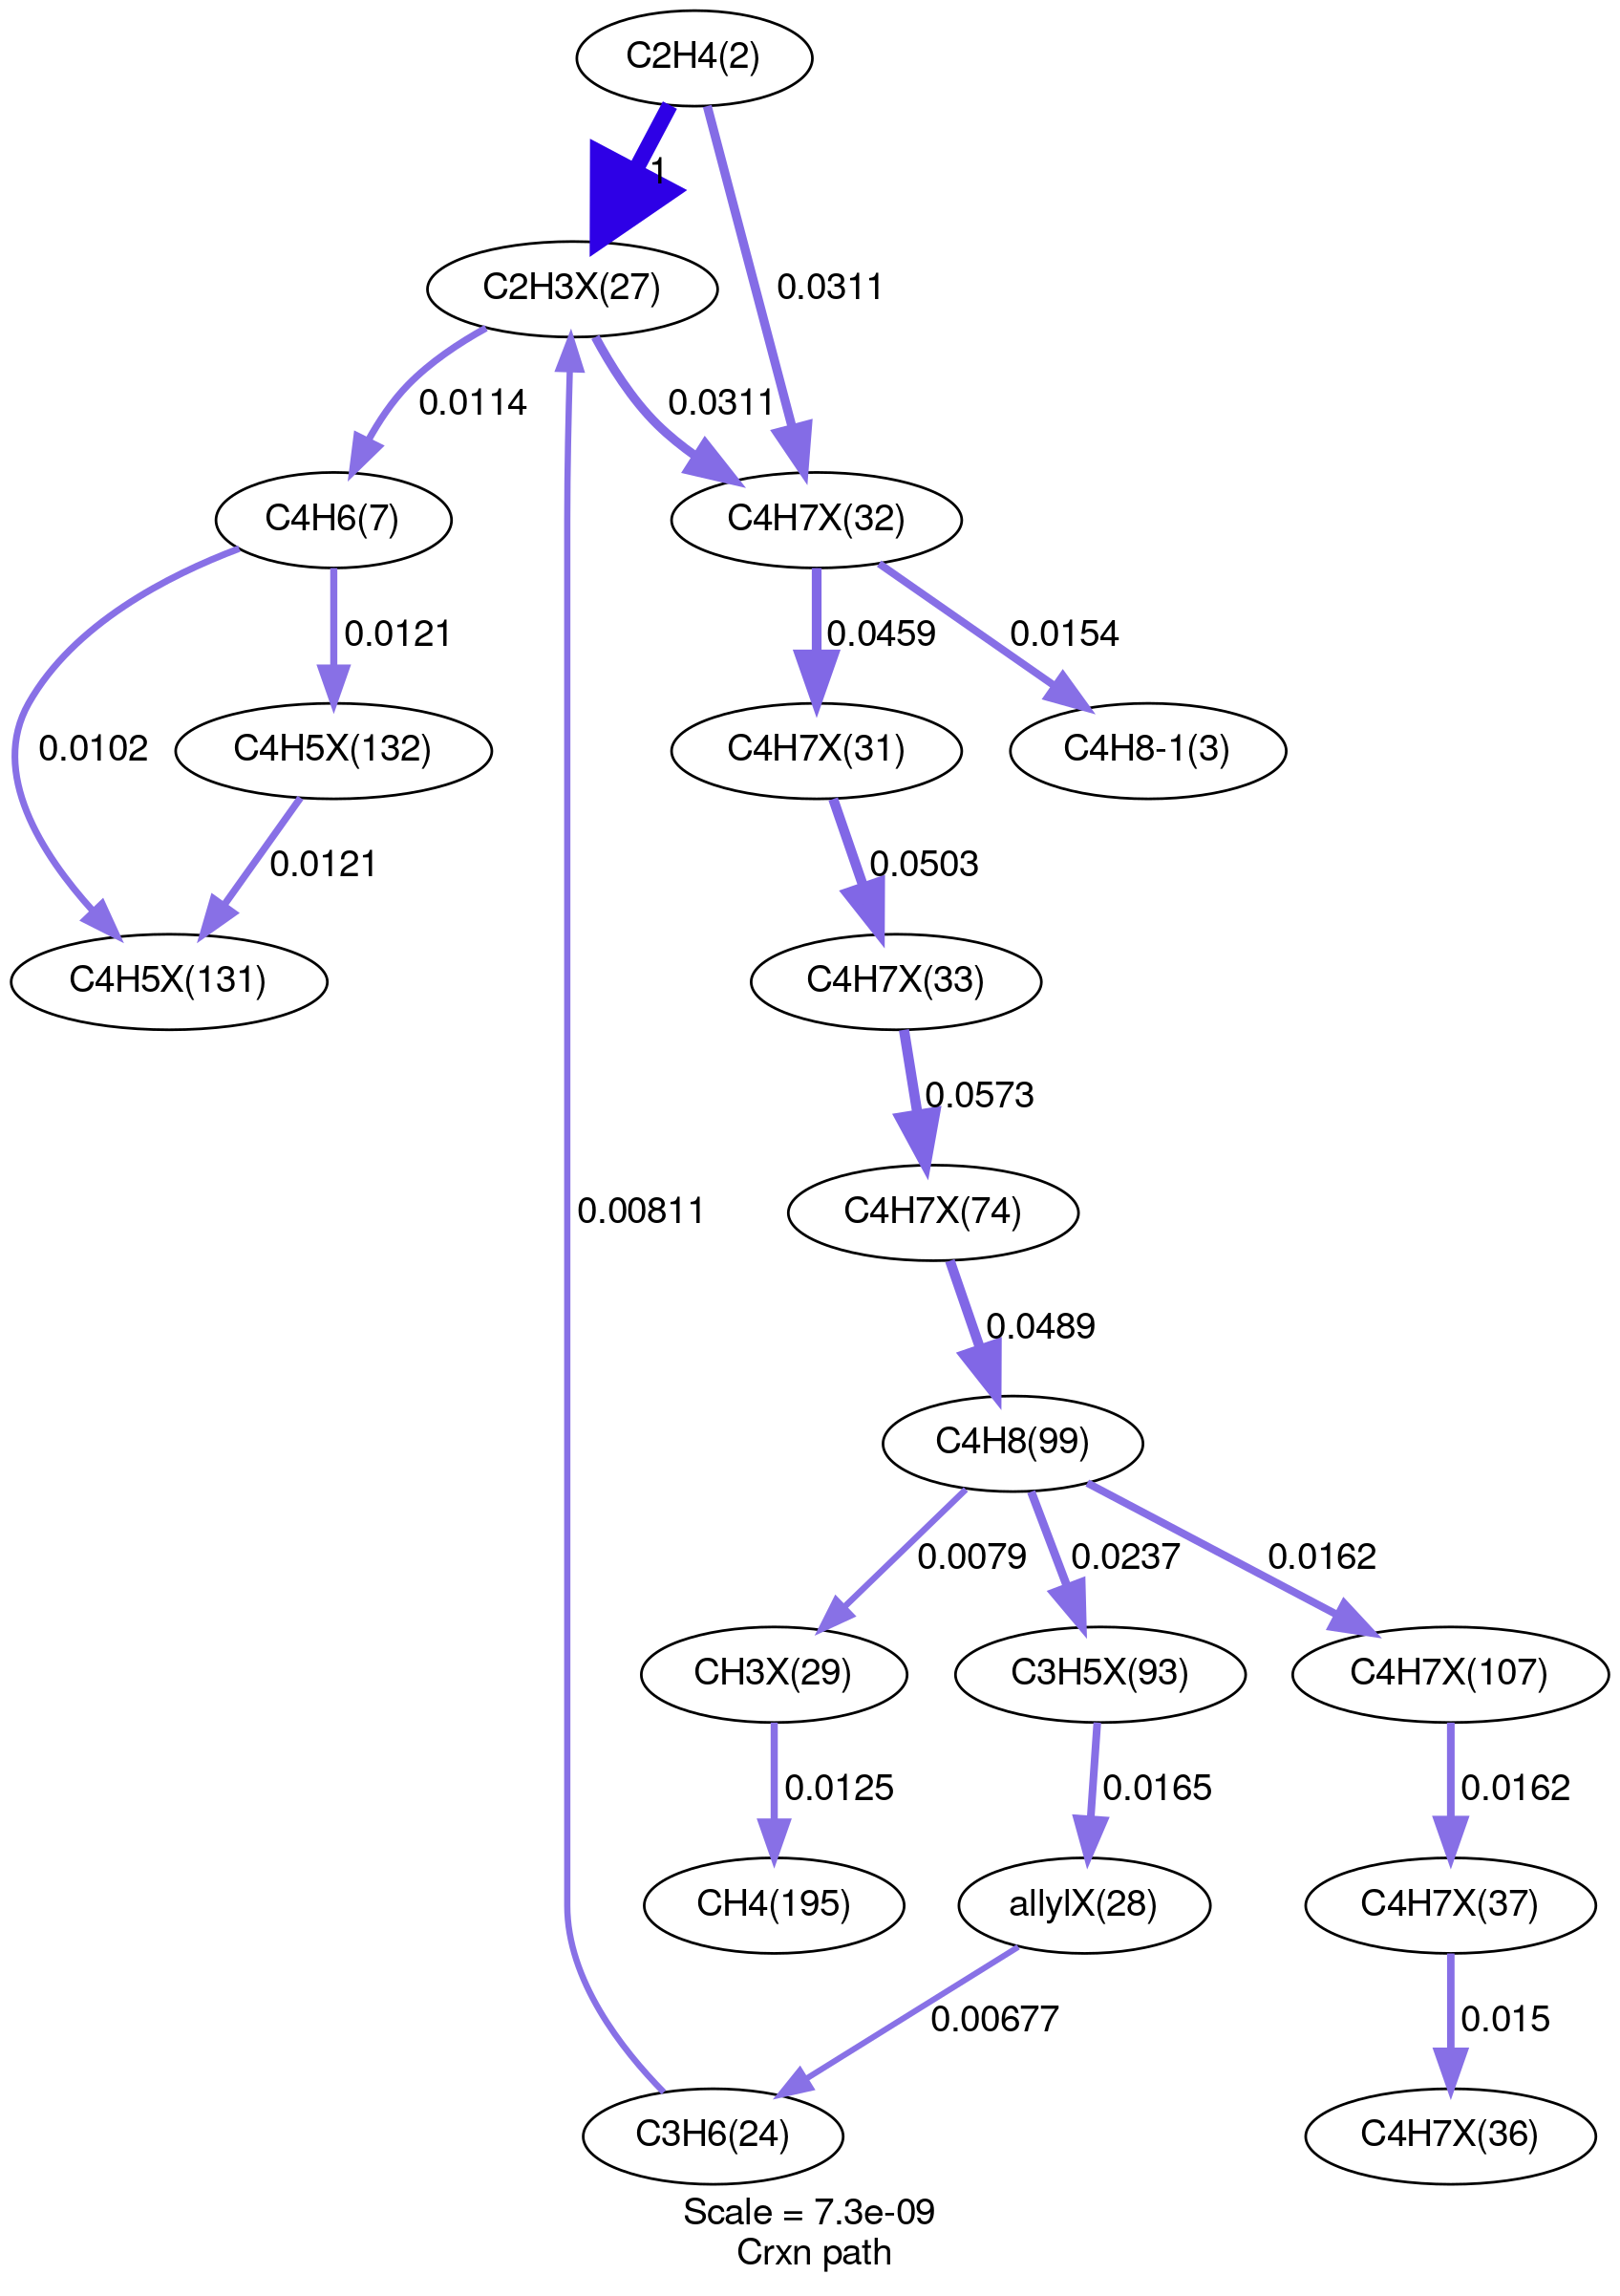 C2H4(2)
1
C2H3X(27)
0.0311
0.0114
0.0311
C4H6(7)
C4H7X(32)
0.0121
0.0459
0.0154
0.0102
C4H5X(132)
C4H7X(31)
C4H8-1(3)
0.0121
0.0503
C4H5X(131)
C4H7X(33)
0.0573
0.00811
C4H7X(74)
0.0489
C4H8(99)
0.0079
0.0237
0.0162
CH3X(29)
C3H5X(93)
C4H7X(107)
0.0125
0.0165
0.0162
CH4(195)
allylX(28)
C4H7X(37)
0.00677
0.015
C3H6(24)
C4H7X(36)
Scale = 7.3e-09
Crxn path